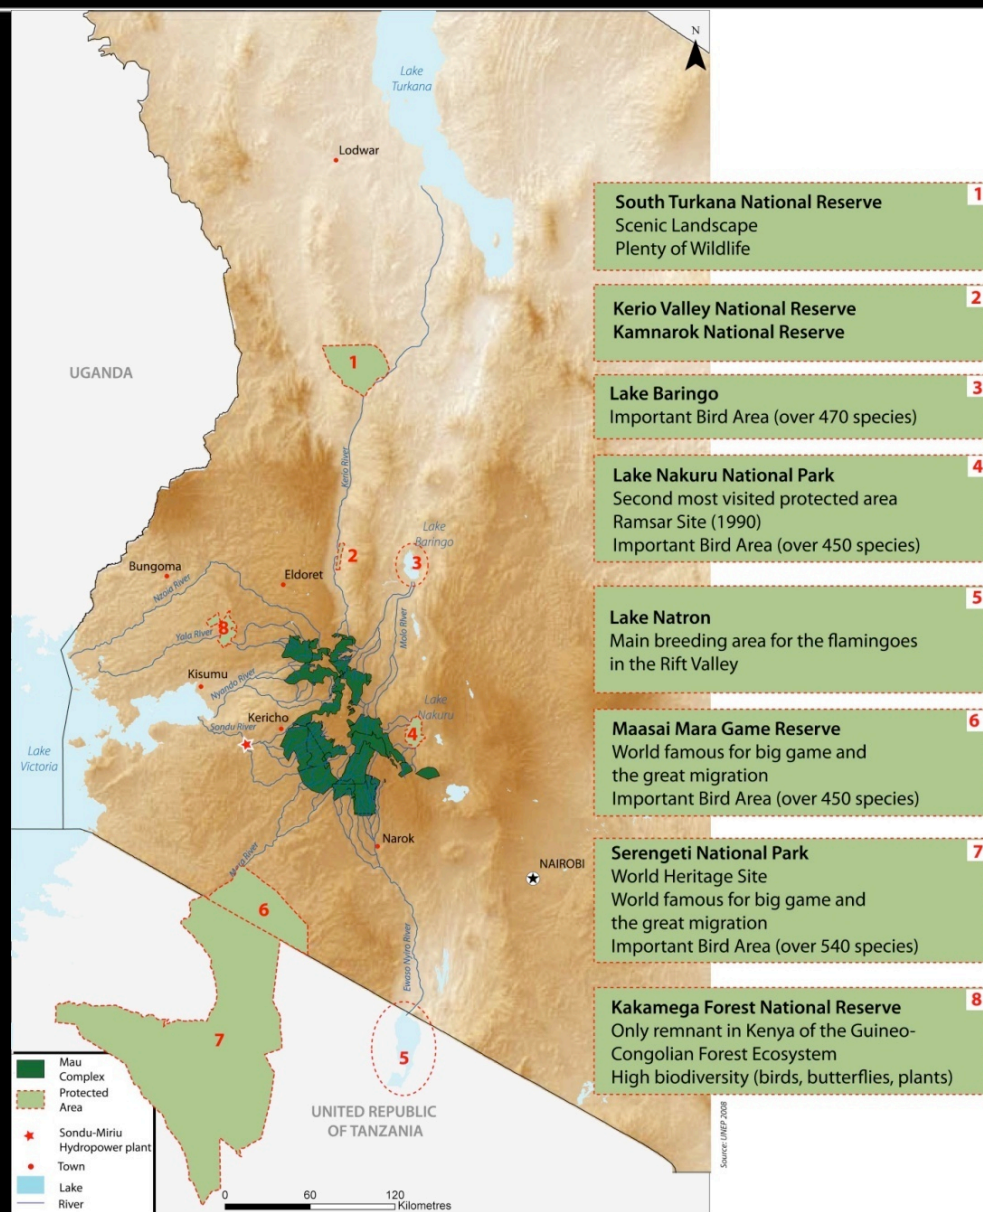 N
Lake
Turkana
Lodwar
UGANDA
1
Kerio River
2
Lake
Baringo
3
Bungoma
Eldoret
Nzoia River
Yala River
8
Molo River
Kisumu
Nyando River
Kericho
Sondu River
Lake
Nakuru
4
Lake
Victoria
Narok
NAIROBI
Mara River
6
Ewaso Nyiro River
7
5
UNITED REPUBLIC
OF TANZANIA
Mau
Complex
Protected
Area
Sondu-Miriu
Hydropower plant
Town
Lake
River
0 60 120
Kilometres
1
South Turkana National Reserve
Scenic Landscape
Plenty of Wildlife
2
Kerio Valley National Reserve
Kamnarok National Reserve
3
Lake Baringo
Important Bird Area (over 470 species)
4
Lake Nakuru National Park
Second most visited protected area
Ramsar Site (1990)
Important Bird Area (over 450 species)
5
Lake Natron
Main breeding area for the flamingoes
in the Rift Valley
6
Maasai Mara Game Reserve
World famous for big game and
the great migration
Important Bird Area (over 450 species)
7
Serengeti National Park
World Heritage Site
World famous for big game and
the great migration
Important Bird Area (over 540 species)
8
Kakamega Forest National Reserve
Only remnant in Kenya of the Guineo-
Congolian Forest Ecosystem
High biodiversity (birds, butterflies, plants)
Source: UNEP 2008